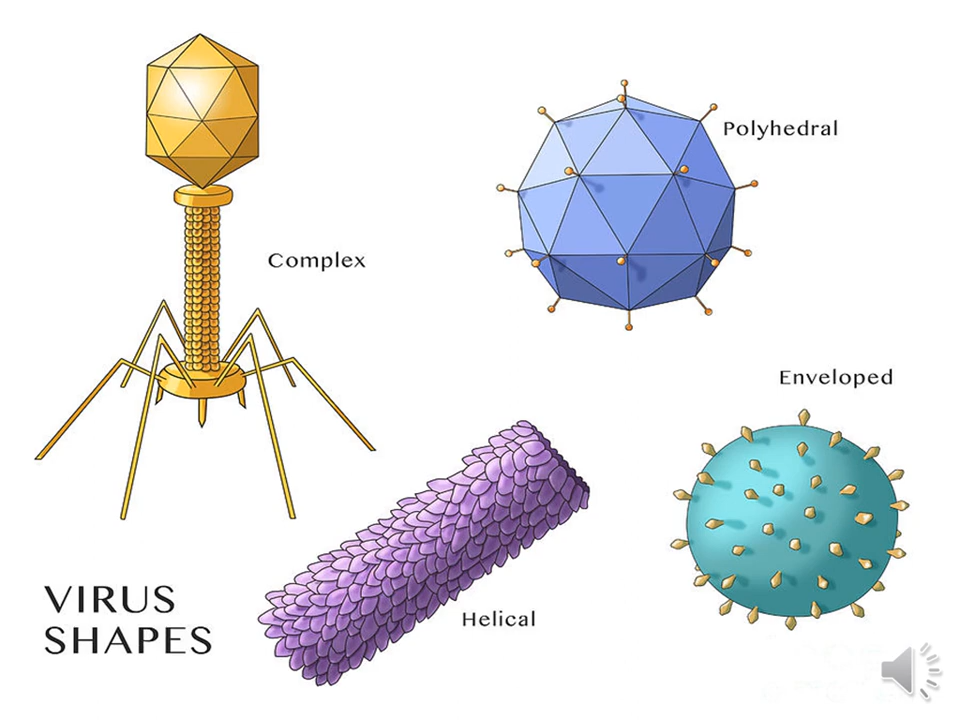 Polyhedral
Complex
Enveloped
Helical
VIRUS
SHAPES